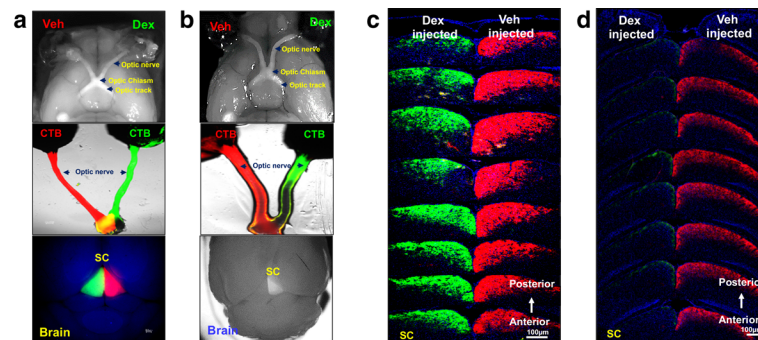 a
Veh Dex
Optic nerve
Optic Chiasm
Optic track
CTB CTB
Optic nerve
SC
Brain
b
Optic nerve
Optic Chiasm
Optic track
CTB CTB
Optic nerve
SC
Brain
c
Dex Veh
injected injected
Posterior
Anterior
100µm
SC
d
Dex Veh
injected injected
Posterior
Anterior
100µm
SC